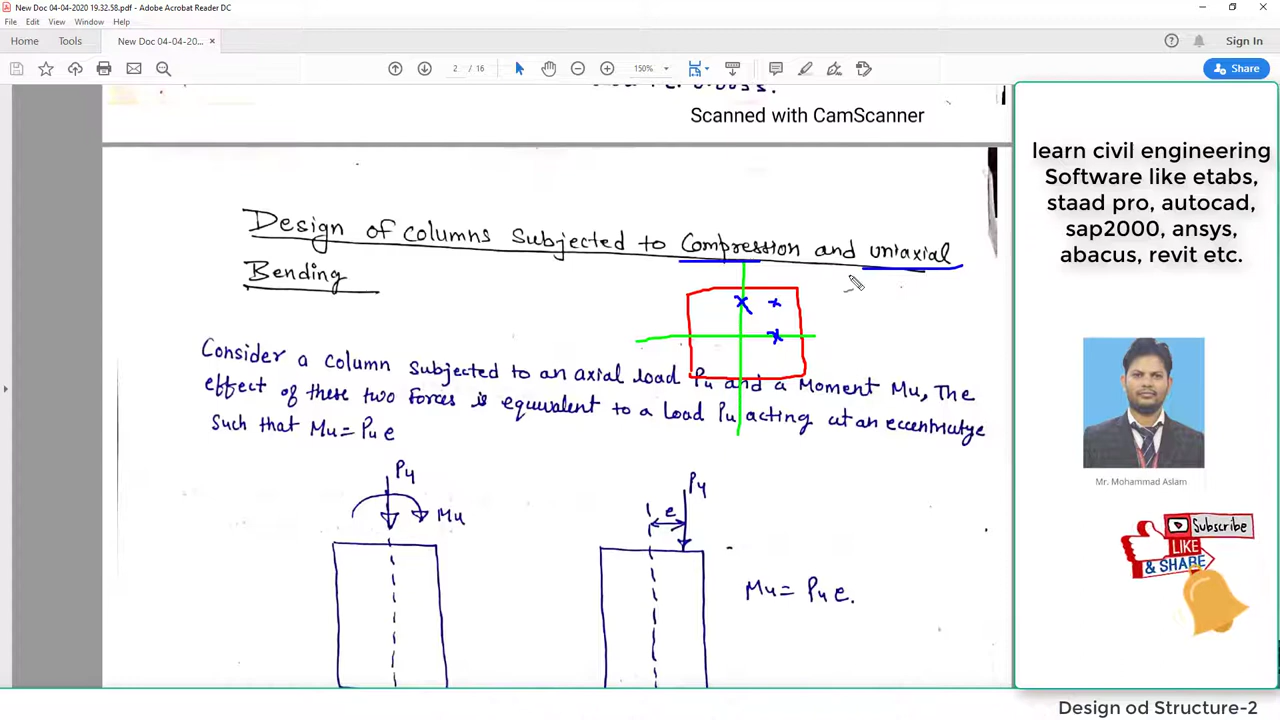 New Doc 04-04-2020 19.32.58.pdf - Adobe Acrobat Reader DC
File Edit View Window Help
Home Tools New Doc 04-04-20... × Sign In
2 / 16 150% Share
Scanned with CamScanner
Design of columns subjected to Compression and uniaxial
Bending
Consider a column subjected to an axial load Pu and a Moment Mu, The
effect of these two forces is equivalent to a load Pu acting at an eccentricitye
Such that Mu = Pu e
Pu
Mu
Pu
e
Mu = Pu e.
learn civil engineering
Software like etabs,
staad pro, autocad,
sap2000, ansys,
abacus, revit etc.
Mr. Mohammad Aslam
Subscribe
LIKE
& SHARE
Design od Structure-2